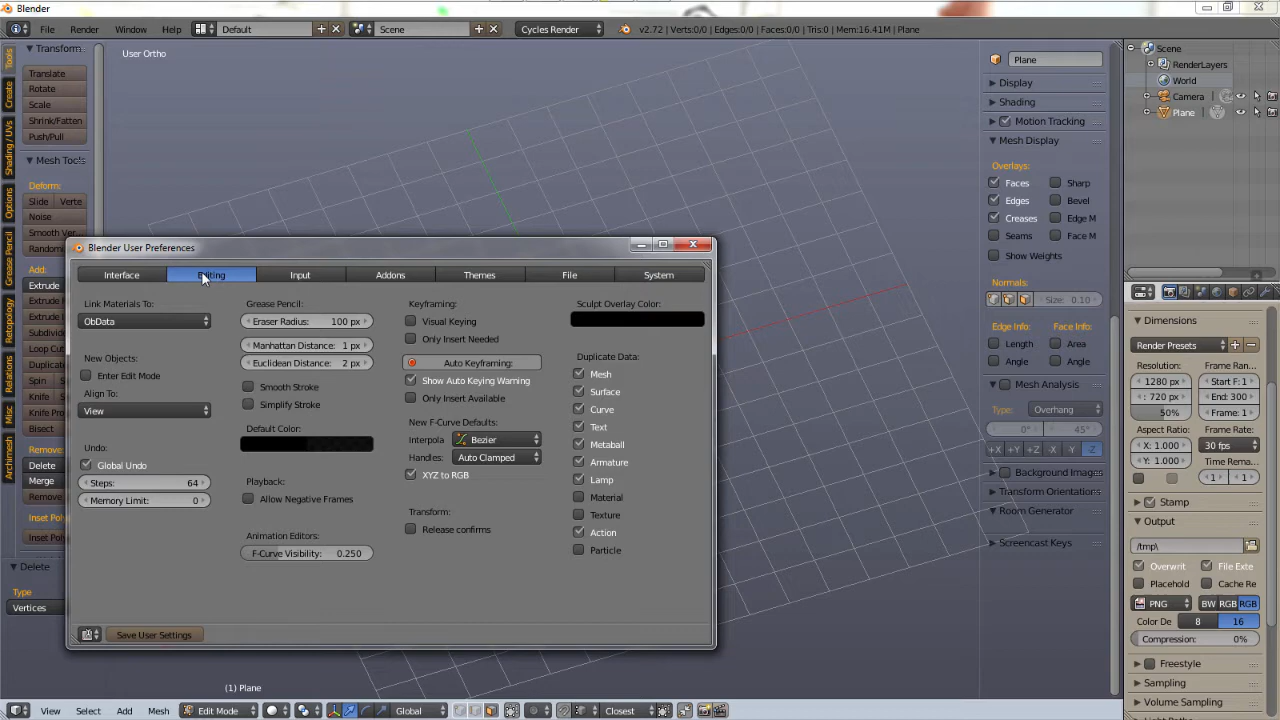 Blender
File Render Window Help Default Scene Cycles Render v2.72 | Verts:0/0 | Edges:0/0 | Faces:0/0 | Tris:0 | Mem:16.41M | Plane
User Ortho
Tools
Create
Shading / UVs
Options
Grease Pencil
Retopology
Relations
Misc
Archimesh
Transform
Translate
Rotate
Scale
Shrink/Fatten
Push/Pull
Mesh Tools
Deform:
Slide Verte
Noise
Smooth Ver
Randomi
Add:
Extrude
Extrude
Extrude I
Subdivide
Loop Cut
Duplicate
Spin
Knife
Knife Pro
Bisect
Remove:
Delete
Merge
Remove
Inset Poly
Inset Poly
Delete
Type
Vertices
Blender User Preferences
Interface Editing Input Addons Themes File System
Link Materials To:
ObData
New Objects:
Enter Edit Mode
Align To:
View
Undo:
Global Undo
Steps: 64
Memory Limit: 0
Grease Pencil:
Eraser Radius: 100 px
Manhattan Distance: 1 px
Euclidean Distance: 2 px
Smooth Stroke
Simplify Stroke
Default Color:
Playback:
Allow Negative Frames
Animation Editors:
F-Curve Visibility: 0.250
Keyframing:
Visual Keying
Only Insert Needed
Auto Keyframing:
Show Auto Keying Warning
Only Insert Available
New F-Curve Defaults:
Interpola Bezier
Handles: Auto Clamped
XYZ to RGB
Transform:
Release confirms
Sculpt Overlay Color:
Duplicate Data:
Mesh
Surface
Curve
Text
Metaball
Armature
Lamp
Material
Texture
Action
Particle
Save User Settings
(1) Plane
View Select Add Mesh Edit Mode Global Closest
Plane
Display
Shading
Motion Tracking
Mesh Display
Overlays:
Faces Sharp
Edges Bevel
Creases Edge M
Seams Face M
Show Weights
Normals:
Size: 0.10
Edge Info: Face Info:
Length Area
Angle Angle
Mesh Analysis
Type: Overhang
0° 45°
+X +Y +Z -X -Y -Z
Background Images
Transform Orientations
Room Generator
Screencast Keys
Scene
RenderLayers
World
Camera
Plane
Dimensions
Render Presets
Resolution: Frame Ran
1280 px Start F: 1
: 720 px End: 300
50% Frame: 1
Aspect Ratio: Frame Rate:
X: 1.000 30 fps
Y: 1.000 Time Rema
1 1
Stamp
Output
/tmp\
Overwrit File Exte
Placehold Cache Re
PNG BW RGB RGB
Color De 8 16
Compression: 0%
Freestyle
Sampling
Volume Sampling